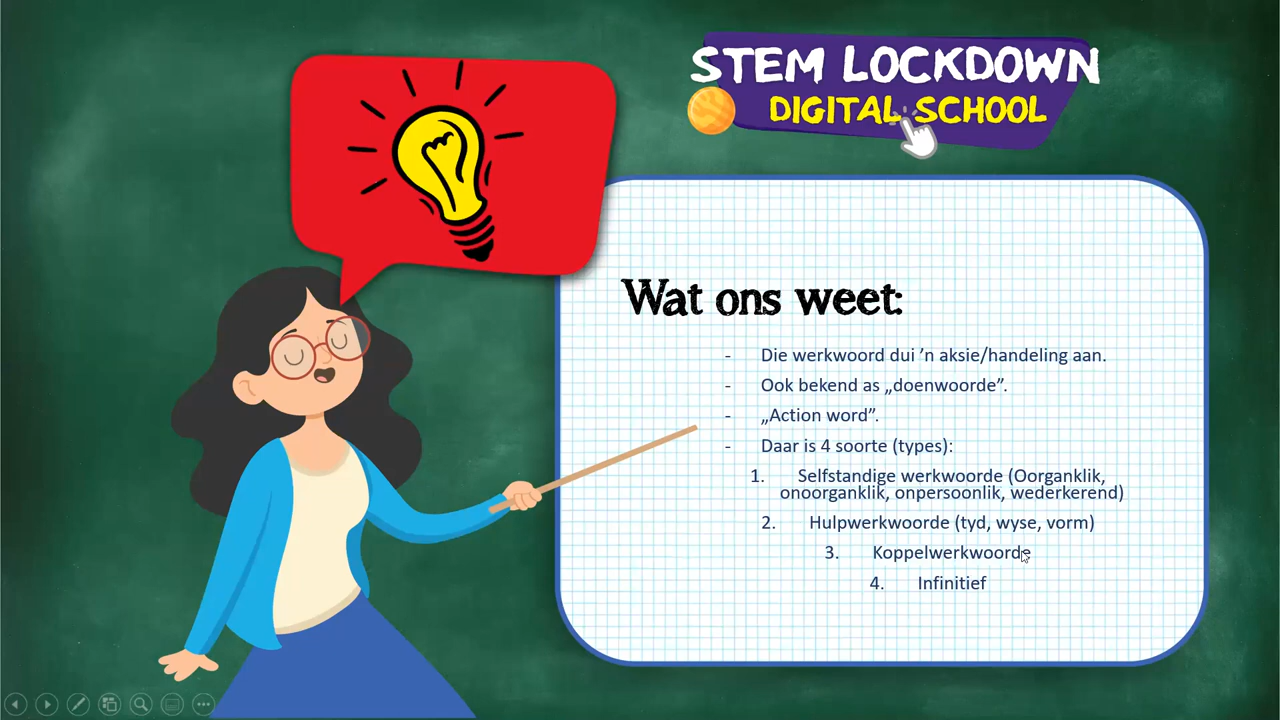 STEM LOCKDOWN
DIGITAL SCHOOL
Wat ons weet:
- Die werkwoord dui ’n aksie/handeling aan.
- Ook bekend as „doenwoorde”.
- „Action word”.
- Daar is 4 soorte (types):
1. Selfstandige werkwoorde (Oorganklik,
onoorganklik, onpersoonlik, wederkerend)
2. Hulpwerkwoorde (tyd, wyse, vorm)
3. Koppelwerkwoorde
4. Infinitief